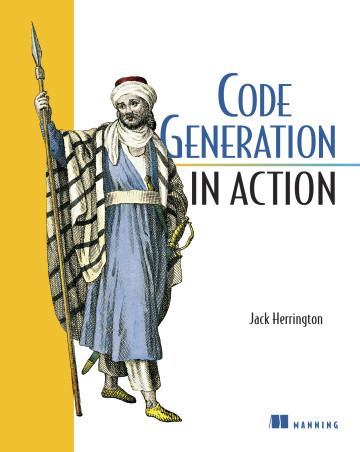 CODE
GENERATION
IN ACTION
Jack Herrington
MANNING